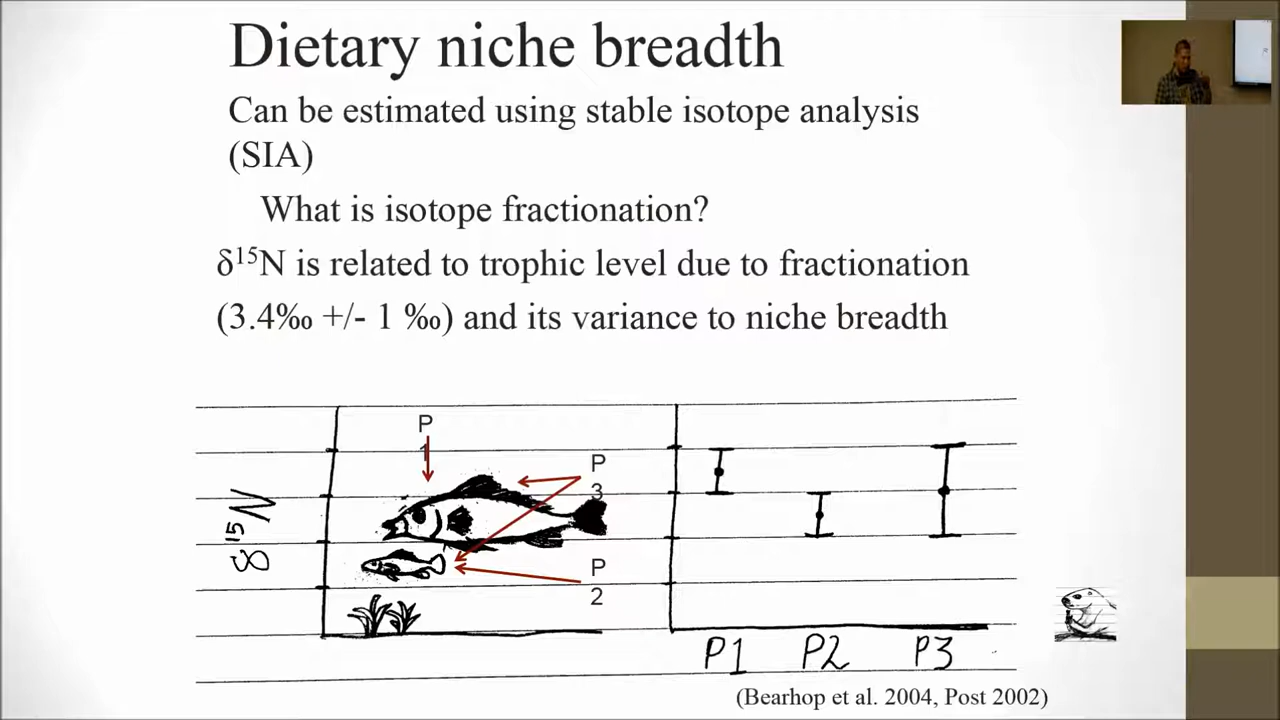 Dietary niche breadth
Can be estimated using stable isotope analysis
(SIA)
What is isotope fractionation?
δ¹⁵N is related to trophic level due to fractionation
(3.4‰ +/- 1 ‰) and its variance to niche breadth
P
1
P
3
P
2
δ¹⁵N
P1 P2 P3
(Bearhop et al. 2004, Post 2002)